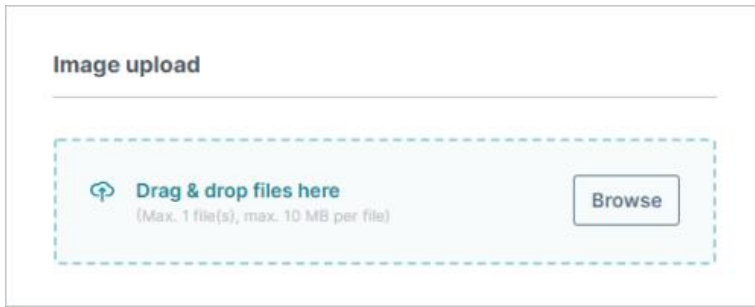 Image upload
Drag & drop files here
(Max. 1 file(s), max. 10 MB per file)
Browse